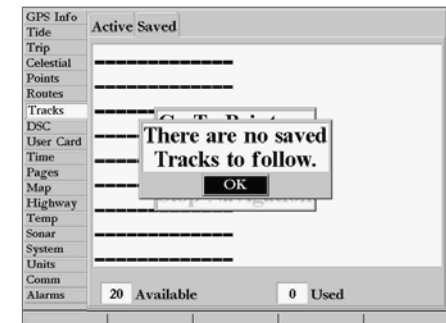 GPS Info
Tide
Trip
Celestial
Points
Routes
Tracks
DSC
User Card
Time
Pages
Map
Highway
Temp
Sonar
System
Units
Comm
Alarms
Active Saved
There are no saved
Tracks to follow.
OK
20 Available
0 Used